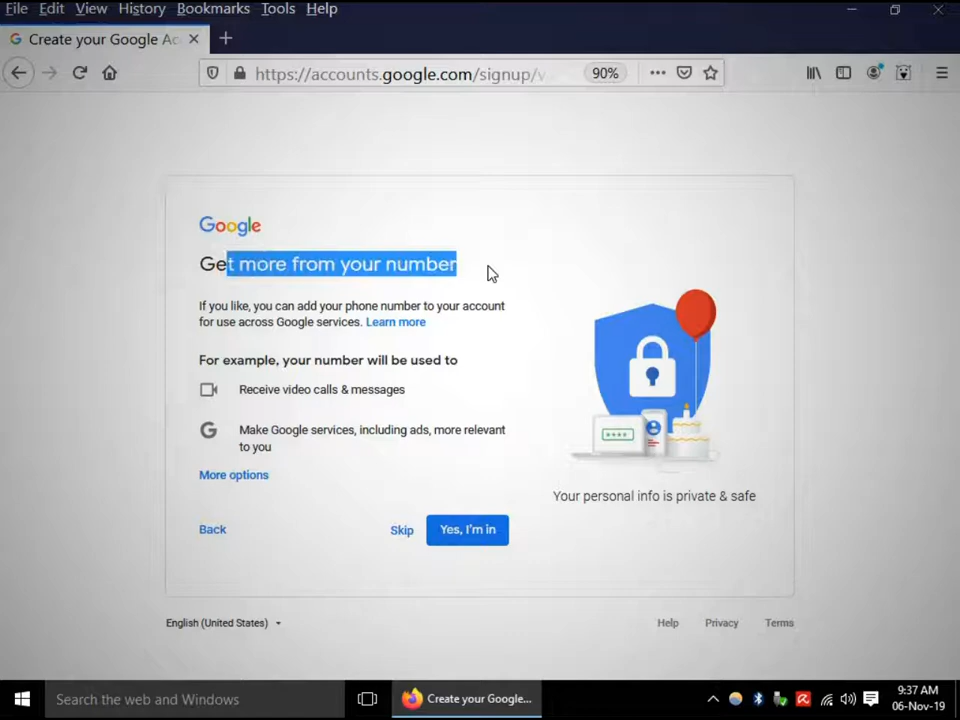 File Edit View History Bookmarks Tools Help
Create your Google Ac
https://accounts.google.com/signup/v
90%
Google
Get more from your number
If you like, you can add your phone number to your account
for use across Google services. Learn more
For example, your number will be used to
Receive video calls & messages
G
Make Google services, including ads, more relevant
to you
More options
Your personal info is private & safe
Back
Skip
Yes, I'm in
English (United States)
Help
Privacy
Terms
Search the web and Windows
Create your Google...
9:37 AM
06-Nov-19